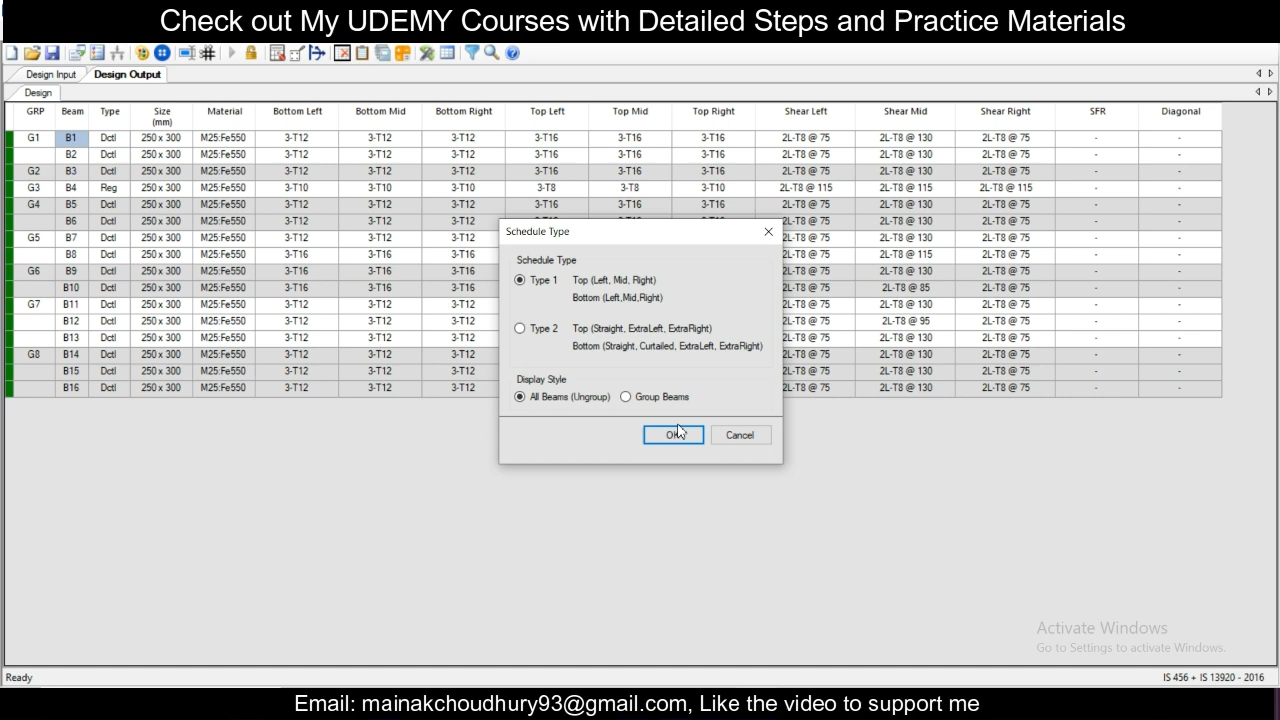 Check out My UDEMY Courses with Detailed Steps and Practice Materials
Design Input Design Output
Design
GRP Beam Type Size (mm) Material Bottom Left Bottom Mid Bottom Right Top Left Top Mid Top Right Shear Left Shear Mid Shear Right SFR Diagonal
G1 B1 Dctl 250 x 300 M25:Fe550 3-T12 3-T12 3-T12 3-T16 3-T16 3-T16 2L-T8 @ 75 2L-T8 @ 130 2L-T8 @ 75 - -
B2 Dctl 250 x 300 M25:Fe550 3-T12 3-T12 3-T12 3-T16 3-T16 3-T16 2L-T8 @ 75 2L-T8 @ 130 2L-T8 @ 75 - -
G2 B3 Dctl 250 x 300 M25:Fe550 3-T12 3-T12 3-T12 3-T16 3-T16 3-T16 2L-T8 @ 75 2L-T8 @ 130 2L-T8 @ 75 - -
G3 B4 Reg 250 x 300 M25:Fe550 3-T10 3-T10 3-T10 3-T8 3-T8 3-T10 2L-T8 @ 115 2L-T8 @ 115 2L-T8 @ 115 - -
G4 B5 Dctl 250 x 300 M25:Fe550 3-T12 3-T12 3-T12 3-T16 3-T16 3-T16 2L-T8 @ 75 2L-T8 @ 130 2L-T8 @ 75 - -
B6 Dctl 250 x 300 M25:Fe550 3-T12 3-T12 3-T12 2L-T8 @ 75 2L-T8 @ 130 2L-T8 @ 75 - -
G5 B7 Dctl 250 x 300 M25:Fe550 3-T12 3-T12 3-T12 2L-T8 @ 75 2L-T8 @ 130 2L-T8 @ 75 - -
B8 Dctl 250 x 300 M25:Fe550 3-T16 3-T16 3-T16 2L-T8 @ 75 2L-T8 @ 115 2L-T8 @ 75 - -
G6 B9 Dctl 250 x 300 M25:Fe550 3-T16 3-T16 3-T16 2L-T8 @ 75 2L-T8 @ 130 2L-T8 @ 75 - -
B10 Dctl 250 x 300 M25:Fe550 3-T16 3-T16 3-T16 2L-T8 @ 75 2L-T8 @ 85 2L-T8 @ 75 - -
G7 B11 Dctl 250 x 300 M25:Fe550 3-T12 3-T12 3-T12 2L-T8 @ 75 2L-T8 @ 130 2L-T8 @ 75 - -
B12 Dctl 250 x 300 M25:Fe550 3-T12 3-T12 3-T12 2L-T8 @ 75 2L-T8 @ 95 2L-T8 @ 75 - -
B13 Dctl 250 x 300 M25:Fe550 3-T12 3-T12 3-T12 2L-T8 @ 75 2L-T8 @ 130 2L-T8 @ 75 - -
G8 B14 Dctl 250 x 300 M25:Fe550 3-T12 3-T12 3-T12 2L-T8 @ 75 2L-T8 @ 130 2L-T8 @ 75 - -
B15 Dctl 250 x 300 M25:Fe550 3-T12 3-T12 3-T12 2L-T8 @ 75 2L-T8 @ 130 2L-T8 @ 75 - -
B16 Dctl 250 x 300 M25:Fe550 3-T12 3-T12 3-T12 2L-T8 @ 75 2L-T8 @ 130 2L-T8 @ 75 - -
Schedule Type
Schedule Type
Type 1 Top (Left, Mid, Right)
Bottom (Left,Mid,Right)
Type 2 Top (Straight, ExtraLeft, ExtraRight)
Bottom (Straight, Curtailed, ExtraLeft, ExtraRight)
Display Style
All Beams (Ungroup) Group Beams
OK Cancel
Activate Windows
Go to Settings to activate Windows.
Ready IS 456 + IS 13920 - 2016
Email: mainakchoudhury93@gmail.com, Like the video to support me